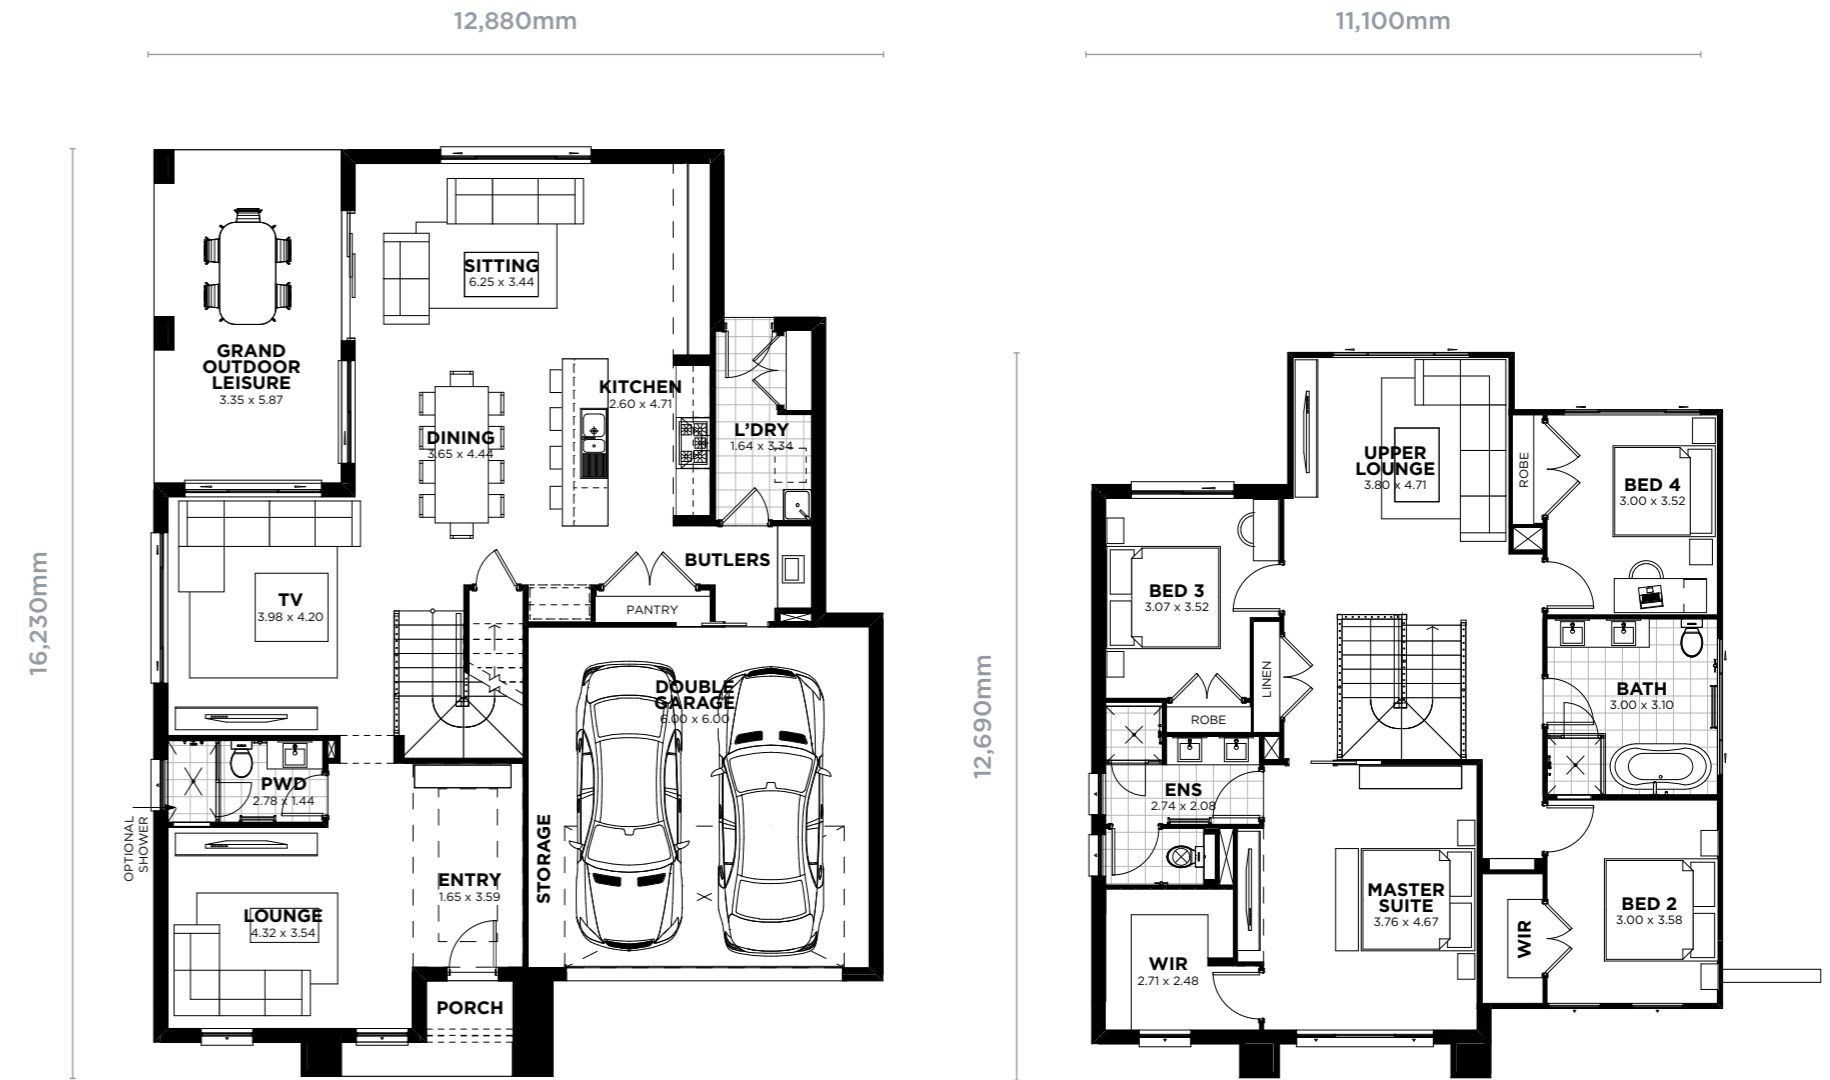 12,880mm
11,100mm
16,230mm
12,690mm
SITTING
6.25 x 3.44
GRAND
OUTDOOR
LEISURE
3.35 x 5.87
KITCHEN
2.60 x 4.71
DINING
3.65 x 4.44
L'DRY
1.64 x 3.34
BUTLERS
PANTRY
TV
3.98 x 4.20
DOUBLE
GARAGE
6.00 x 6.00
PWD
2.78 x 1.44
OPTIONAL
SHOWER
STORAGE
ENTRY
1.65 x 3.59
LOUNGE
4.32 x 3.54
PORCH
UPPER
LOUNGE
3.80 x 4.71
ROBE
BED 4
3.00 x 3.52
BED 3
3.07 x 3.52
LINEN
ROBE
BATH
3.00 x 3.10
ENS
2.74 x 2.08
MASTER
SUITE
3.76 x 4.67
BED 2
3.00 x 3.58
WIR
WIR
2.71 x 2.48